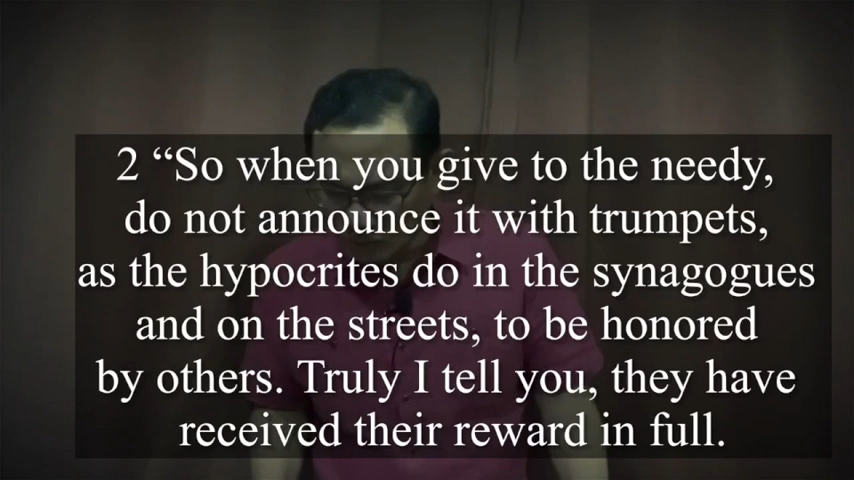 2 “So when you give to the needy,
do not announce it with trumpets,
as the hypocrites do in the synagogues
and on the streets, to be honored
by others. Truly I tell you, they have
received their reward in full.